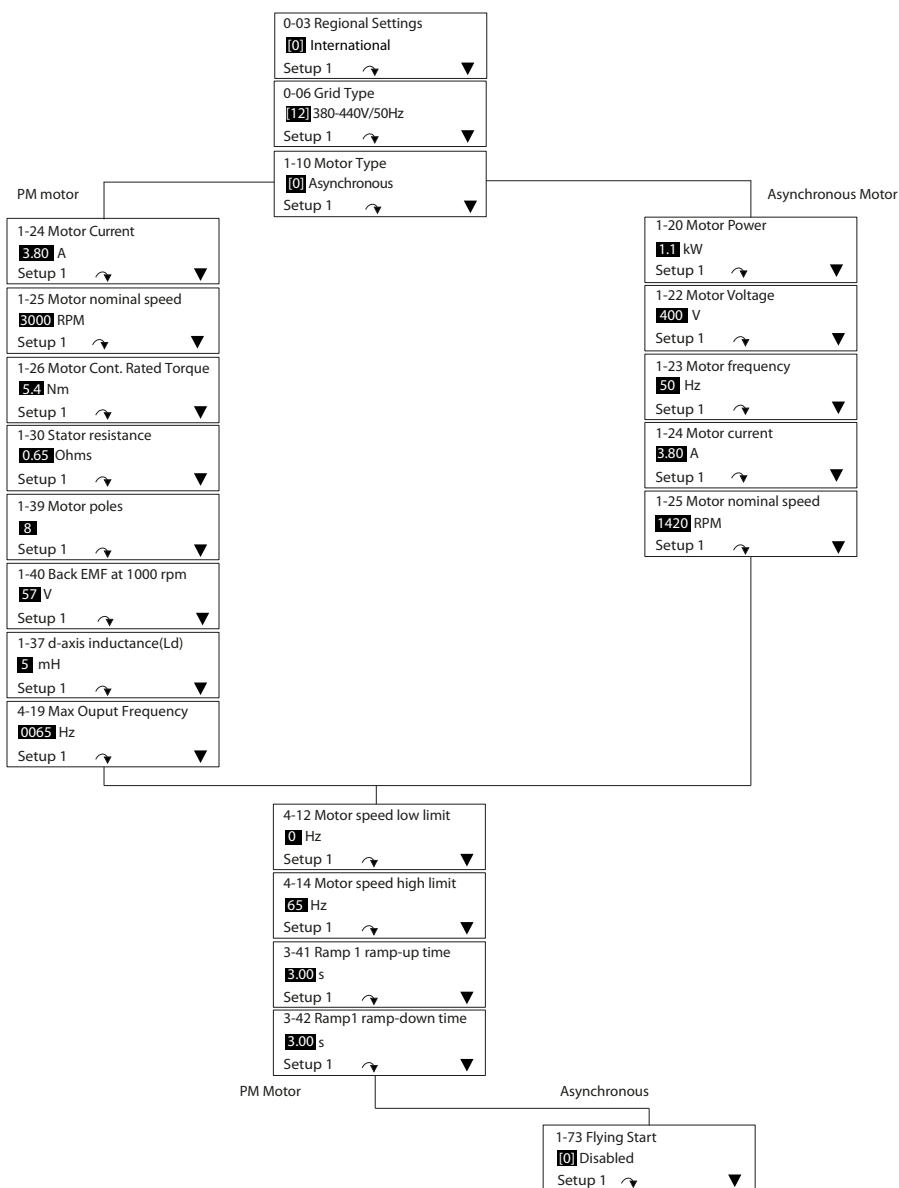 0-03 Regional Settings
[0] International
Setup 1
0-06 Grid Type
[12] 380-440V/50Hz
Setup 1
1-10 Motor Type
[0] Asynchronous
Setup 1
PM motor
1-24 Motor Current
3.80 A
Setup 1
1-25 Motor nominal speed
3000 RPM
Setup 1
1-26 Motor Cont. Rated Torque
5.4 Nm
Setup 1
1-30 Stator resistance
0.65 Ohms
Setup 1
1-39 Motor poles
8
Setup 1
1-40 Back EMF at 1000 rpm
57 V
Setup 1
1-37 d-axis inductance(Ld)
5 mH
Setup 1
4-19 Max Ouput Frequency
0065 Hz
Setup 1
Asynchronous Motor
1-20 Motor Power
1.1 kW
Setup 1
1-22 Motor Voltage
400 V
Setup 1
1-23 Motor frequency
50 Hz
Setup 1
1-24 Motor current
3.80 A
Setup 1
1-25 Motor nominal speed
1420 RPM
Setup 1
4-12 Motor speed low limit
0 Hz
Setup 1
4-14 Motor speed high limit
65 Hz
Setup 1
3-41 Ramp 1 ramp-up time
3.00 s
Setup 1
3-42 Ramp1 ramp-down time
3.00 s
Setup 1
PM Motor
Asynchronous
1-73 Flying Start
[0] Disabled
Setup 1